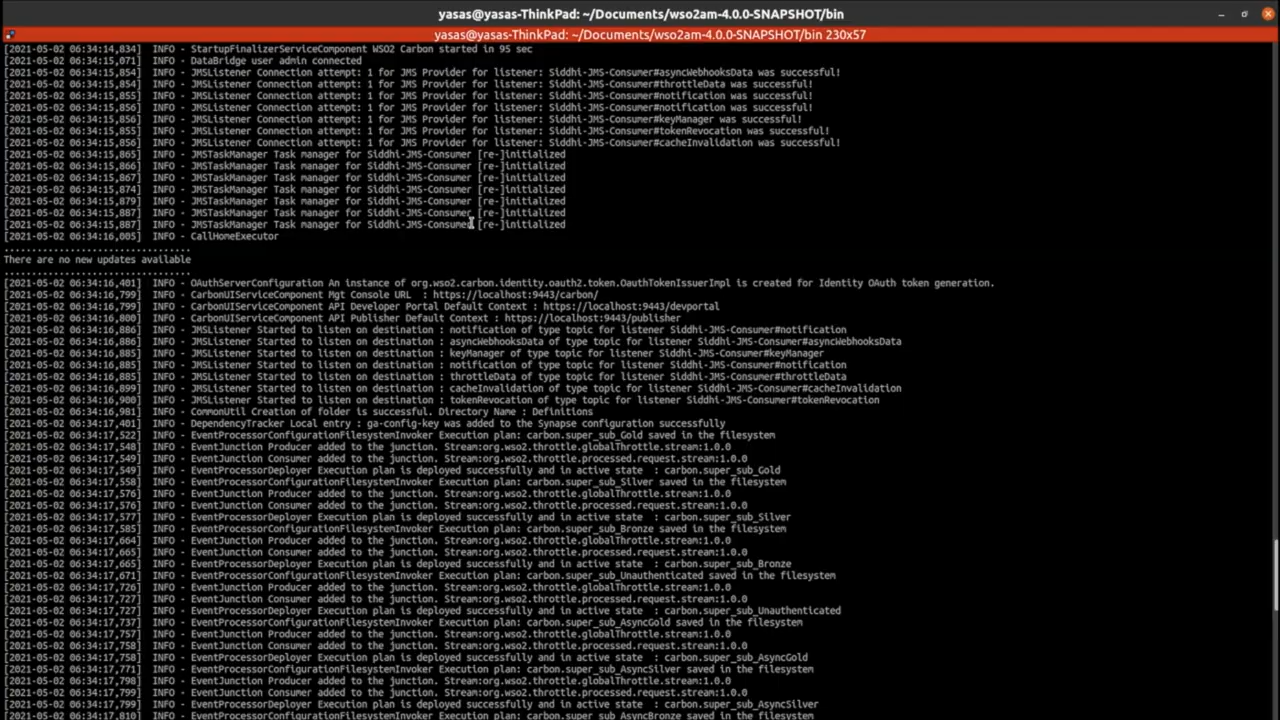 yasas@yasas-ThinkPad: ~/Documents/wso2am-4.0.0-SNAPSHOT/bin
yasas@yasas-ThinkPad: ~/Documents/wso2am-4.0.0-SNAPSHOT/bin 230x57
[2021-05-02 06:34:14,834]  INFO - StartupFinalizerServiceComponent WSO2 Carbon started in 95 sec
[2021-05-02 06:34:15,071]  INFO - DataBridge user admin connected
[2021-05-02 06:34:15,854]  INFO - JMSListener Connection attempt: 1 for JMS Provider for listener: Siddhi-JMS-Consumer#asyncWebhooksData was successful!
[2021-05-02 06:34:15,854]  INFO - JMSListener Connection attempt: 1 for JMS Provider for listener: Siddhi-JMS-Consumer#throttleData was successful!
[2021-05-02 06:34:15,855]  INFO - JMSListener Connection attempt: 1 for JMS Provider for listener: Siddhi-JMS-Consumer#notification was successful!
[2021-05-02 06:34:15,856]  INFO - JMSListener Connection attempt: 1 for JMS Provider for listener: Siddhi-JMS-Consumer#notification was successful!
[2021-05-02 06:34:15,856]  INFO - JMSListener Connection attempt: 1 for JMS Provider for listener: Siddhi-JMS-Consumer#keyManager was successful!
[2021-05-02 06:34:15,855]  INFO - JMSListener Connection attempt: 1 for JMS Provider for listener: Siddhi-JMS-Consumer#tokenRevocation was successful!
[2021-05-02 06:34:15,856]  INFO - JMSListener Connection attempt: 1 for JMS Provider for listener: Siddhi-JMS-Consumer#cacheInvalidation was successful!
[2021-05-02 06:34:15,865]  INFO - JMSTaskManager Task manager for Siddhi-JMS-Consumer [re-]initialized
[2021-05-02 06:34:15,866]  INFO - JMSTaskManager Task manager for Siddhi-JMS-Consumer [re-]initialized
[2021-05-02 06:34:15,867]  INFO - JMSTaskManager Task manager for Siddhi-JMS-Consumer [re-]initialized
[2021-05-02 06:34:15,874]  INFO - JMSTaskManager Task manager for Siddhi-JMS-Consumer [re-]initialized
[2021-05-02 06:34:15,879]  INFO - JMSTaskManager Task manager for Siddhi-JMS-Consumer [re-]initialized
[2021-05-02 06:34:15,887]  INFO - JMSTaskManager Task manager for Siddhi-JMS-Consumer [re-]initialized
[2021-05-02 06:34:15,887]  INFO - JMSTaskManager Task manager for Siddhi-JMS-Consumer [re-]initialized
[2021-05-02 06:34:16,005]  INFO - CallHomeExecutor
..................................
There are no new updates available
..................................
[2021-05-02 06:34:16,401]  INFO - OAuthServerConfiguration An instance of org.wso2.carbon.identity.oauth2.token.OauthTokenIssuerImpl is created for Identity OAuth token generation.
[2021-05-02 06:34:16,799]  INFO - CarbonUIServiceComponent Mgt Console URL  : https://localhost:9443/carbon/
[2021-05-02 06:34:16,799]  INFO - CarbonUIServiceComponent API Developer Portal Default Context : https://localhost:9443/devportal
[2021-05-02 06:34:16,800]  INFO - CarbonUIServiceComponent API Publisher Default Context : https://localhost:9443/publisher
[2021-05-02 06:34:16,886]  INFO - JMSListener Started to listen on destination : notification of type topic for listener Siddhi-JMS-Consumer#notification
[2021-05-02 06:34:16,886]  INFO - JMSListener Started to listen on destination : asyncWebhooksData of type topic for listener Siddhi-JMS-Consumer#asyncWebhooksData
[2021-05-02 06:34:16,885]  INFO - JMSListener Started to listen on destination : keyManager of type topic for listener Siddhi-JMS-Consumer#keyManager
[2021-05-02 06:34:16,885]  INFO - JMSListener Started to listen on destination : notification of type topic for listener Siddhi-JMS-Consumer#notification
[2021-05-02 06:34:16,885]  INFO - JMSListener Started to listen on destination : throttleData of type topic for listener Siddhi-JMS-Consumer#throttleData
[2021-05-02 06:34:16,899]  INFO - JMSListener Started to listen on destination : cacheInvalidation of type topic for listener Siddhi-JMS-Consumer#cacheInvalidation
[2021-05-02 06:34:16,900]  INFO - JMSListener Started to listen on destination : tokenRevocation of type topic for listener Siddhi-JMS-Consumer#tokenRevocation
[2021-05-02 06:34:16,981]  INFO - CommonUtil Creation of folder is successful. Directory Name : Definitions
[2021-05-02 06:34:17,401]  INFO - DependencyTracker Local entry : ga-config-key was added to the Synapse configuration successfully
[2021-05-02 06:34:17,522]  INFO - EventProcessorConfigurationFilesystemInvoker Execution plan: carbon.super_sub_Gold saved in the filesystem
[2021-05-02 06:34:17,548]  INFO - EventJunction Producer added to the junction. Stream:org.wso2.throttle.globalThrottle.stream:1.0.0
[2021-05-02 06:34:17,549]  INFO - EventJunction Consumer added to the junction. Stream:org.wso2.throttle.processed.request.stream:1.0.0
[2021-05-02 06:34:17,549]  INFO - EventProcessorDeployer Execution plan is deployed successfully and in active state  : carbon.super_sub_Gold
[2021-05-02 06:34:17,558]  INFO - EventProcessorConfigurationFilesystemInvoker Execution plan: carbon.super_sub_Silver saved in the filesystem
[2021-05-02 06:34:17,576]  INFO - EventJunction Producer added to the junction. Stream:org.wso2.throttle.globalThrottle.stream:1.0.0
[2021-05-02 06:34:17,576]  INFO - EventJunction Consumer added to the junction. Stream:org.wso2.throttle.processed.request.stream:1.0.0
[2021-05-02 06:34:17,577]  INFO - EventProcessorDeployer Execution plan is deployed successfully and in active state  : carbon.super_sub_Silver
[2021-05-02 06:34:17,585]  INFO - EventProcessorConfigurationFilesystemInvoker Execution plan: carbon.super_sub_Bronze saved in the filesystem
[2021-05-02 06:34:17,664]  INFO - EventJunction Producer added to the junction. Stream:org.wso2.throttle.globalThrottle.stream:1.0.0
[2021-05-02 06:34:17,664]  INFO - EventJunction Consumer added to the junction. Stream:org.wso2.throttle.processed.request.stream:1.0.0
[2021-05-02 06:34:17,665]  INFO - EventProcessorDeployer Execution plan is deployed successfully and in active state  : carbon.super_sub_Bronze
[2021-05-02 06:34:17,671]  INFO - EventProcessorConfigurationFilesystemInvoker Execution plan: carbon.super_sub_Unauthenticated saved in the filesystem
[2021-05-02 06:34:17,726]  INFO - EventJunction Producer added to the junction. Stream:org.wso2.throttle.globalThrottle.stream:1.0.0
[2021-05-02 06:34:17,727]  INFO - EventJunction Consumer added to the junction. Stream:org.wso2.throttle.processed.request.stream:1.0.0
[2021-05-02 06:34:17,727]  INFO - EventProcessorDeployer Execution plan is deployed successfully and in active state  : carbon.super_sub_Unauthenticated
[2021-05-02 06:34:17,737]  INFO - EventProcessorConfigurationFilesystemInvoker Execution plan: carbon.super_sub_AsyncGold saved in the filesystem
[2021-05-02 06:34:17,757]  INFO - EventJunction Producer added to the junction. Stream:org.wso2.throttle.globalThrottle.stream:1.0.0
[2021-05-02 06:34:17,758]  INFO - EventJunction Consumer added to the junction. Stream:org.wso2.throttle.processed.request.stream:1.0.0
[2021-05-02 06:34:17,758]  INFO - EventProcessorDeployer Execution plan is deployed successfully and in active state  : carbon.super_sub_AsyncGold
[2021-05-02 06:34:17,771]  INFO - EventProcessorConfigurationFilesystemInvoker Execution plan: carbon.super_sub_AsyncSilver saved in the filesystem
[2021-05-02 06:34:17,798]  INFO - EventJunction Producer added to the junction. Stream:org.wso2.throttle.globalThrottle.stream:1.0.0
[2021-05-02 06:34:17,799]  INFO - EventJunction Consumer added to the junction. Stream:org.wso2.throttle.processed.request.stream:1.0.0
[2021-05-02 06:34:17,799]  INFO - EventProcessorDeployer Execution plan is deployed successfully and in active state  : carbon.super_sub_AsyncSilver
[2021-05-02 06:34:17,810]  INFO - EventProcessorConfigurationFilesystemInvoker Execution plan: carbon.super_sub_AsyncBronze saved in the filesystem